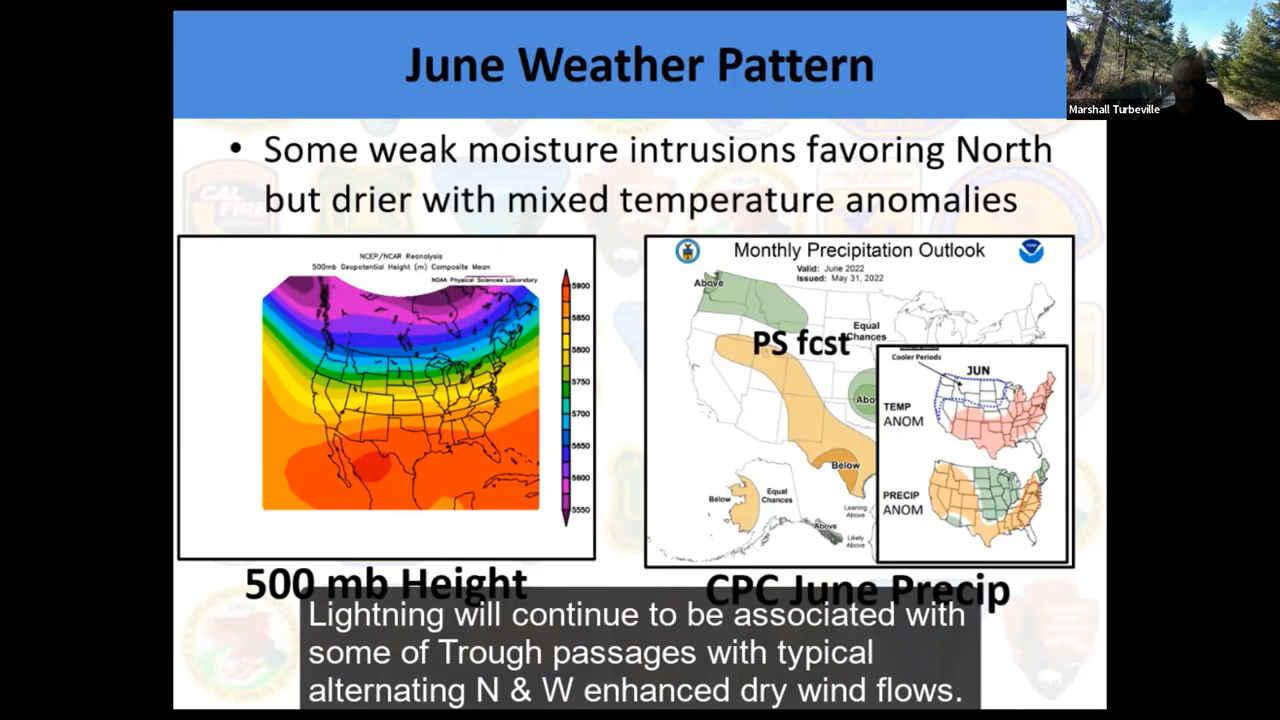 June Weather Pattern
Marshall Turbeville
• Some weak moisture intrusions favoring North
but drier with mixed temperature anomalies
NCEP/NCAR Reanalysis
500mb Geopotential Height (m) Composite Mean
NOAA Physical Sciences Laboratory
5900
5850
5800
5750
5700
5650
5600
5550
Monthly Precipitation Outlook
Valid: June 2022
Issued: May 31, 2022
Above
Equal
Chances
PS fcst
Abo
Below
Below
Equal
Chances
Above
Leaning
Above
Likely
Above
Cooler Periods
JUN
TEMP
ANOM
PRECIP
ANOM
500 mb Height
CPC June Precip
Lightning will continue to be associated with
some of Trough passages with typical
alternating N & W enhanced dry wind flows.
CAL
FIRE